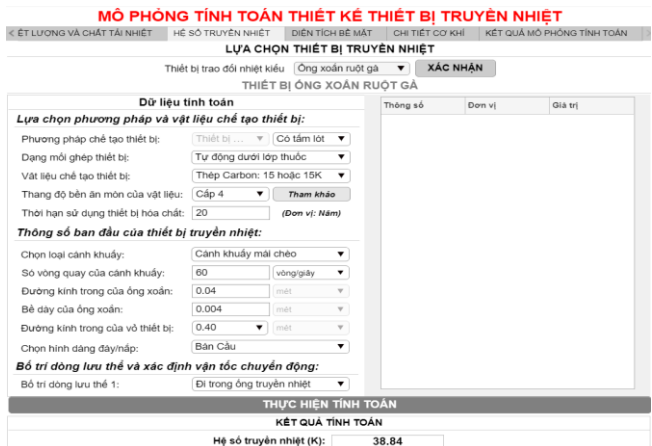 MÔ PHỎNG TÍNH TOÁN THIẾT KẾ THIẾT BỊ TRUYỀN NHIỆT
< ẾT LƯỢNG VÀ CHẤT TẢI NHIỆT HỆ SỐ TRUYỀN NHIỆT DIỆN TÍCH BỀ MẶT CHI TIẾT CƠ KHÍ KẾT QUẢ MÔ PHỎNG TÍNH TOÁN >
LỰA CHỌN THIẾT BỊ TRUYỀN NHIỆT
Thiết bị trao đổi nhiệt kiểu Ống xoắn ruột gà ▼ XÁC NHẬN
THIẾT BỊ ỐNG XOẮN RUỘT GÀ
Dữ liệu tính toán
Thông số Đơn vị Giá trị
Lựa chọn phương pháp và vật liệu chế tạo thiết bị:
Phương pháp chế tạo thiết bị: Thiết bị ... ▼ Có tấm lót ▼
Dạng mối ghép thiết bị: Tự động dưới lớp thuốc ▼
Vật liệu chế tạo thiết bị: Thép Carbon: 15 hoặc 15K ▼
Thang độ bền ăn mòn của vật liệu: Cấp 4 ▼ Tham khảo
Thời hạn sử dụng thiết bị hóa chất: 20 (Đơn vị: Năm)
Thông số ban đầu của thiết bị truyền nhiệt:
Chọn loại cánh khuấy: Cánh khuấy mái chèo ▼
Số vòng quay của cánh khuấy: 60 vòng/giây ▼
Đường kính trong của ống xoắn: 0.04 mét ▼
Bề dày của ống xoắn: 0.004 mét ▼
Đường kính trong của vỏ thiết bị: 0.40 ▼ mét ▼
Chọn hình dáng đáy/nắp: Bán Cầu ▼
Bố trí dòng lưu thể và xác định vận tốc chuyển động:
Bố trí dòng lưu thể 1: Đi trong ống truyền nhiệt ▼
THỰC HIỆN TÍNH TOÁN
KẾT QUẢ TÍNH TOÁN
Hệ số truyền nhiệt (K): 38.84